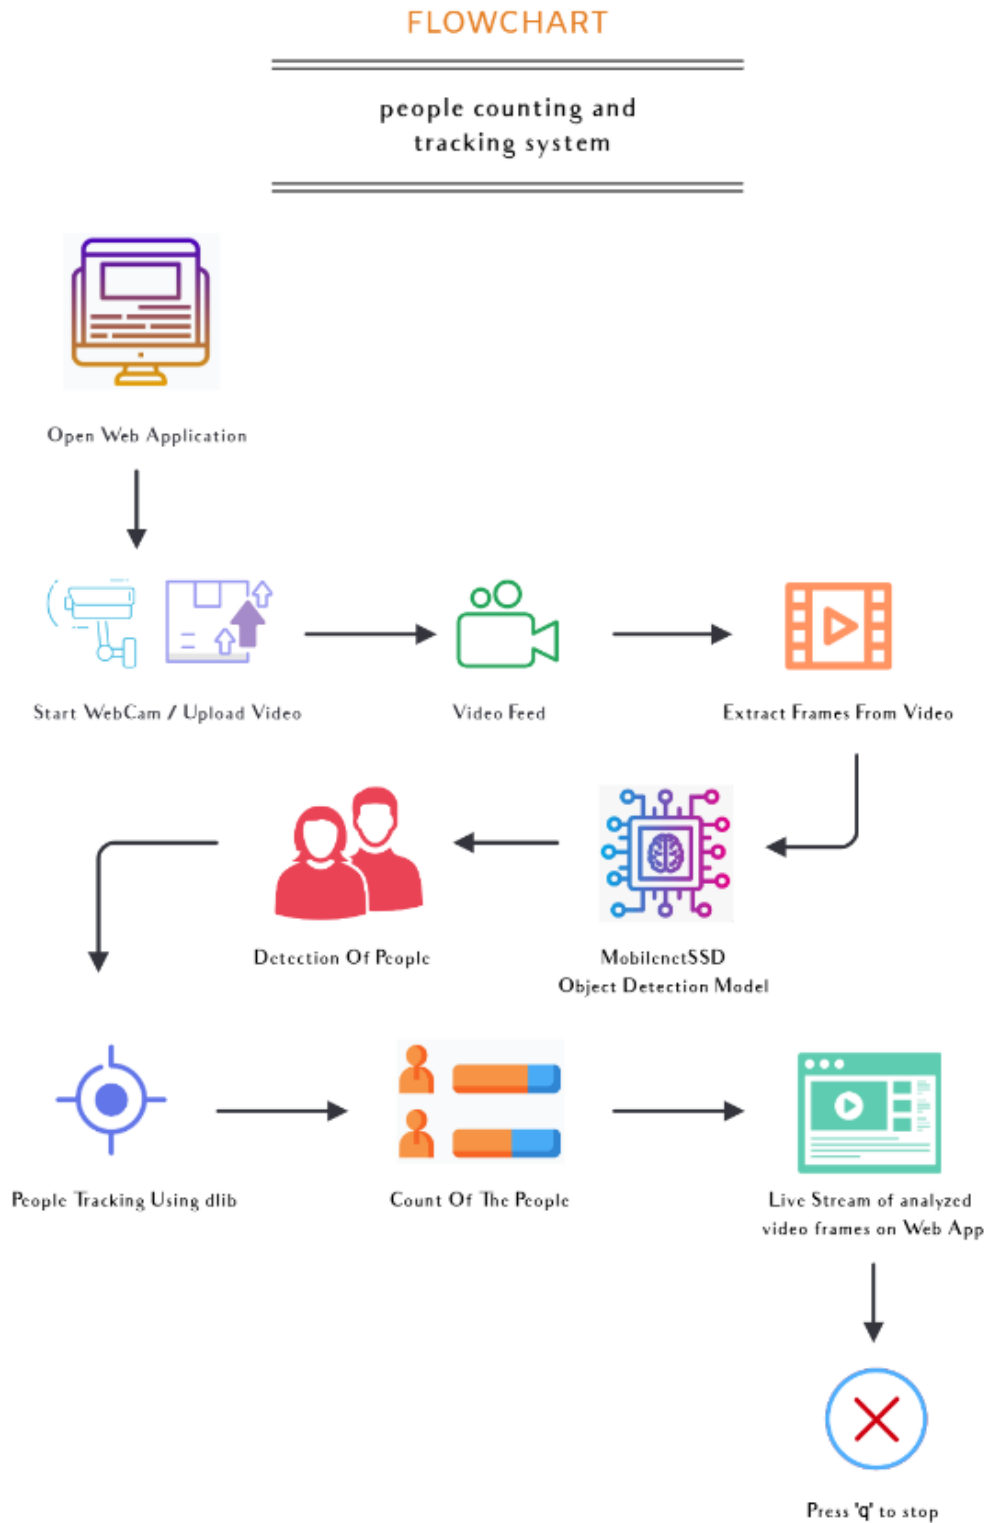 FLOWCHART
people counting and
tracking system
Open Web Application
Start WebCam / Upload Video
Video Feed
Extract Frames From Video
Detection Of People
MobilenetSSD
Object Detection Model
People Tracking Using dlib
Count Of The People
Live Stream of analyzed
video frames on Web App
Press 'q' to stop